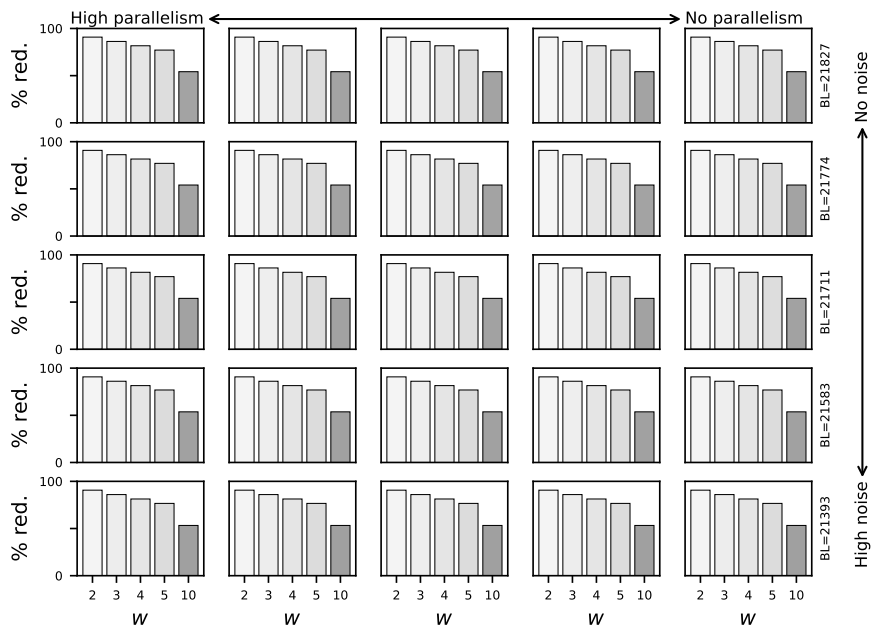 High parallelism No parallelism
100
% red.
0
BL=21827
No noise
100
% red.
0
BL=21774
100
% red.
0
BL=21711
100
% red.
0
BL=21583
100
% red.
0
BL=21393
High noise
2 3 4 5 10 2 3 4 5 10 2 3 4 5 10 2 3 4 5 10 2 3 4 5 10
w w w w w